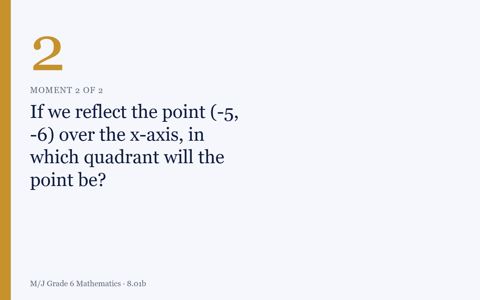 2
MOMENT 2 OF 2
If we reflect the point (-5,
-6) over the x-axis, in
which quadrant will the
point be?
M/J Grade 6 Mathematics · 8.01b